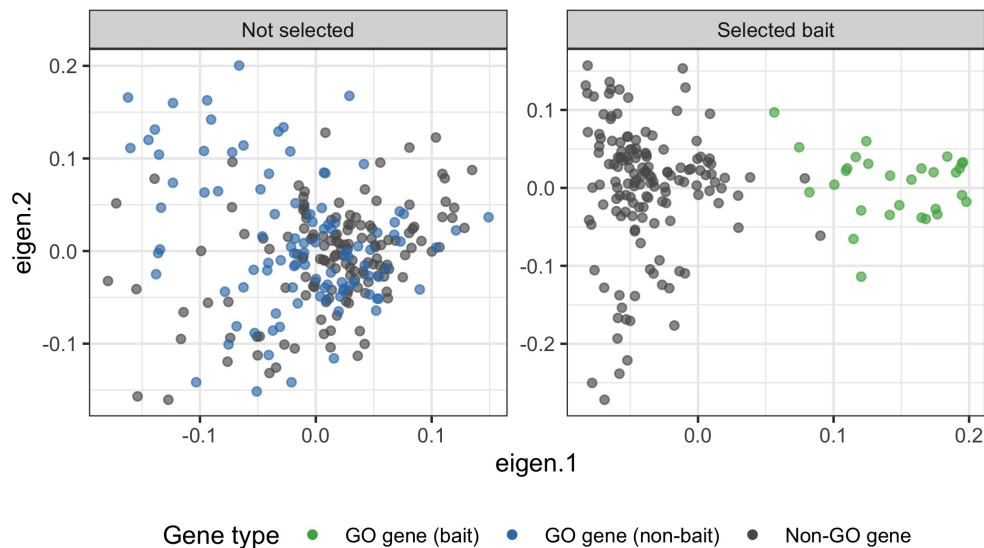 Not selected
Selected bait
eigen.2
0.2
0.1
0.0
-0.1
0.1
0.0
-0.1
-0.2
-0.1
0.0
0.1
0.0
0.1
0.2
eigen.1
Gene type
GO gene (bait)
GO gene (non-bait)
Non-GO gene